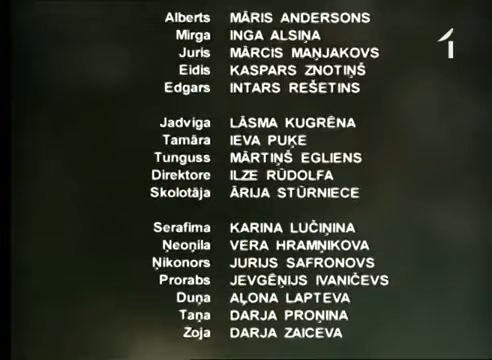 Alberts MĀRIS ANDERSONS
Mirga INGA ALSIŅA
Juris MĀRCIS MAŅJAKOVS
Eidis KASPARS ZNOTIŅŠ
Edgars INTARS REŠETINS
Jadviga LĀSMA KUGRĒNA
Tamāra IEVA PUĶE
Tunguss MĀRTIŅŠ EGLIENS
Direktore ILZE RŪDOLFA
Skolotāja ĀRIJA STŪRNIECE
Serafima KARINA LUČIŅINA
Ņeoņila VERA HRAMŅIKOVA
Ņikonors JURIJS SAFRONOVS
Prorabs JEVGĒŅIJS IVANIČEVS
Duņa AĻONA LAPTEVA
Taņa DARJA PROŅINA
Zoja DARJA ZAICEVA
1